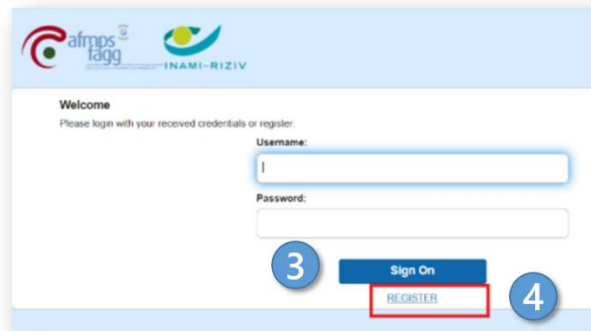 afmps
fagg
INAMI-RIZIV
Welcome
Please login with your received credentials or register:
Username:
Password:
3
Sign On
REGISTER
4